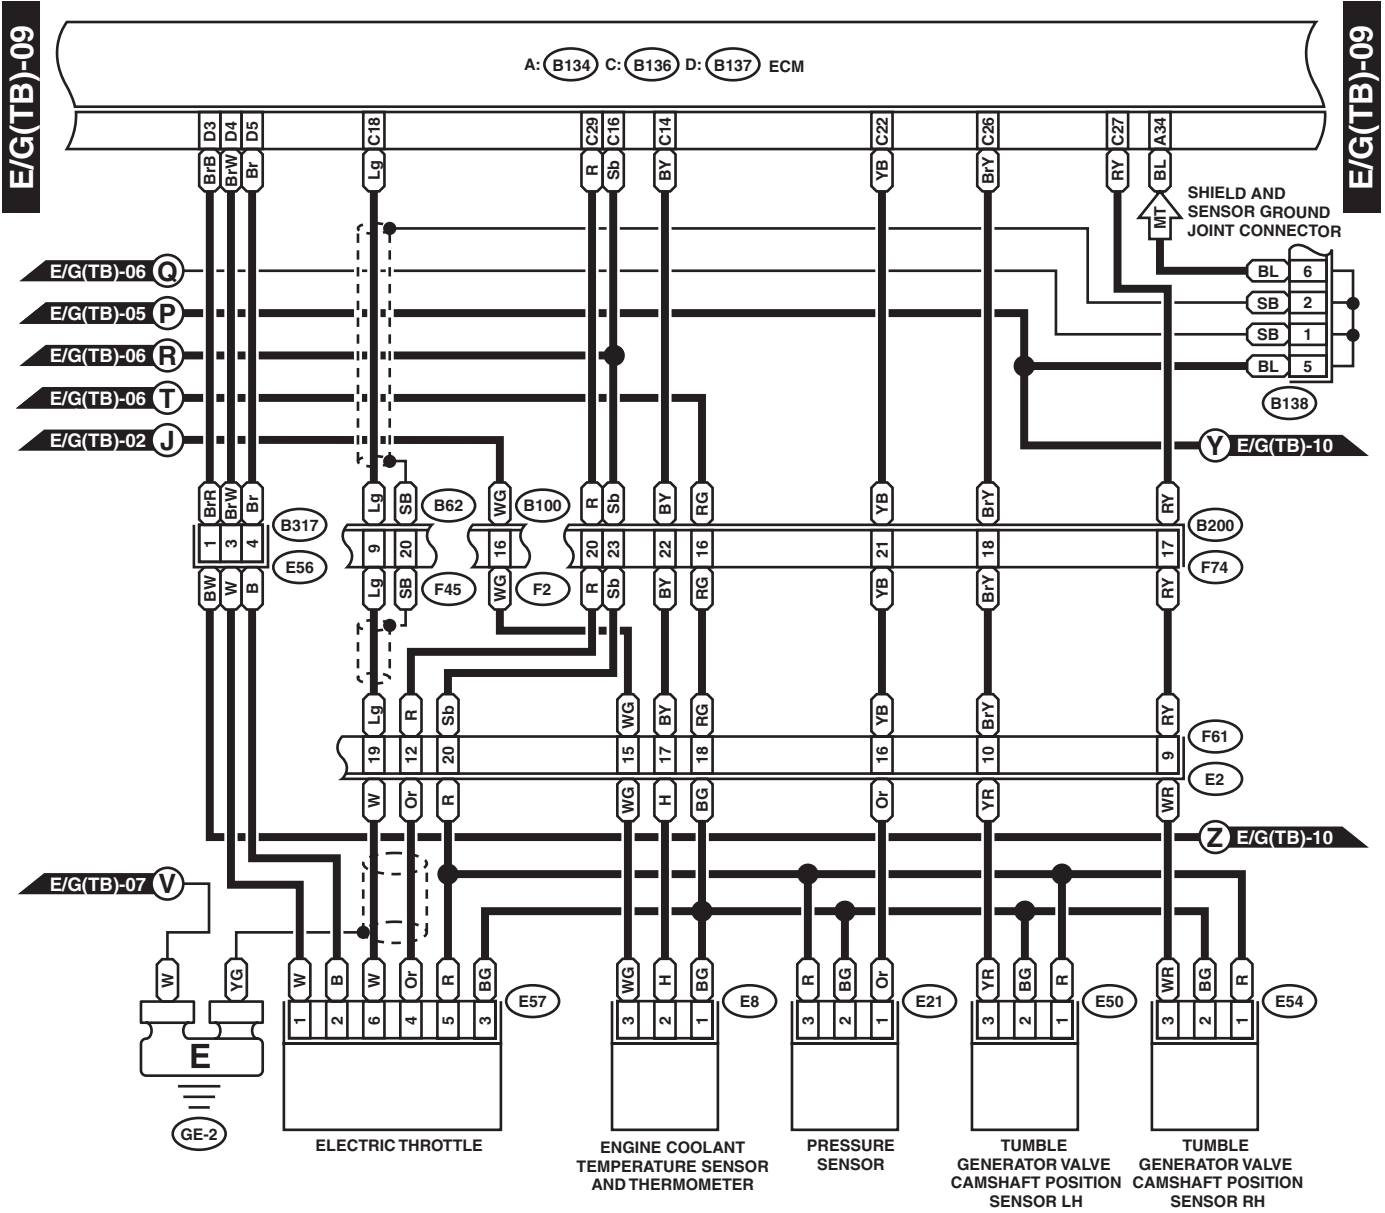 E/G(TB)-09
E/G(TB)-09
A: B134 C: B136 D: B137 ECM
D3 D4 D5 C18 C29 C16 C14 C22 C26 C27 A34
BrB BrW Br Lg R Sb BY YB BrY RY BL
MT
SHIELD AND
SENSOR GROUND
JOINT CONNECTOR
E/G(TB)-06 Q
BL 6
SB 2
E/G(TB)-05 P
SB 1
E/G(TB)-06 R
BL 5
E/G(TB)-06 T
B138
E/G(TB)-02 J
Y E/G(TB)-10
BrR BrW Br Lg SB B62 WG B100 R Sb BY RG YB BrY RY
B317 B200
1 3 4 9 20 16 20 23 22 16 21 18 17
E56 F74
BW W B Lg SB F45 WG F2 R Sb BY RG YB BrY RY
Lg R Sb WG BY RG YB BrY RY
F61
19 12 20 15 17 18 16 10 9
E2
W Or R WG H BG Or YR WR
Z E/G(TB)-10
E/G(TB)-07 V
W YG W B W Or R BG WG H BG R BG Or YR BG R WR BG R
E57 E8 E21 E50 E54
1 2 6 4 5 3 3 2 1 3 2 1 3 2 1 3 2 1
E
GE-2
ELECTRIC THROTTLE
ENGINE COOLANT
TEMPERATURE SENSOR
AND THERMOMETER
PRESSURE
SENSOR
TUMBLE
GENERATOR VALVE
CAMSHAFT POSITION
SENSOR LH
TUMBLE
GENERATOR VALVE
CAMSHAFT POSITION
SENSOR RH